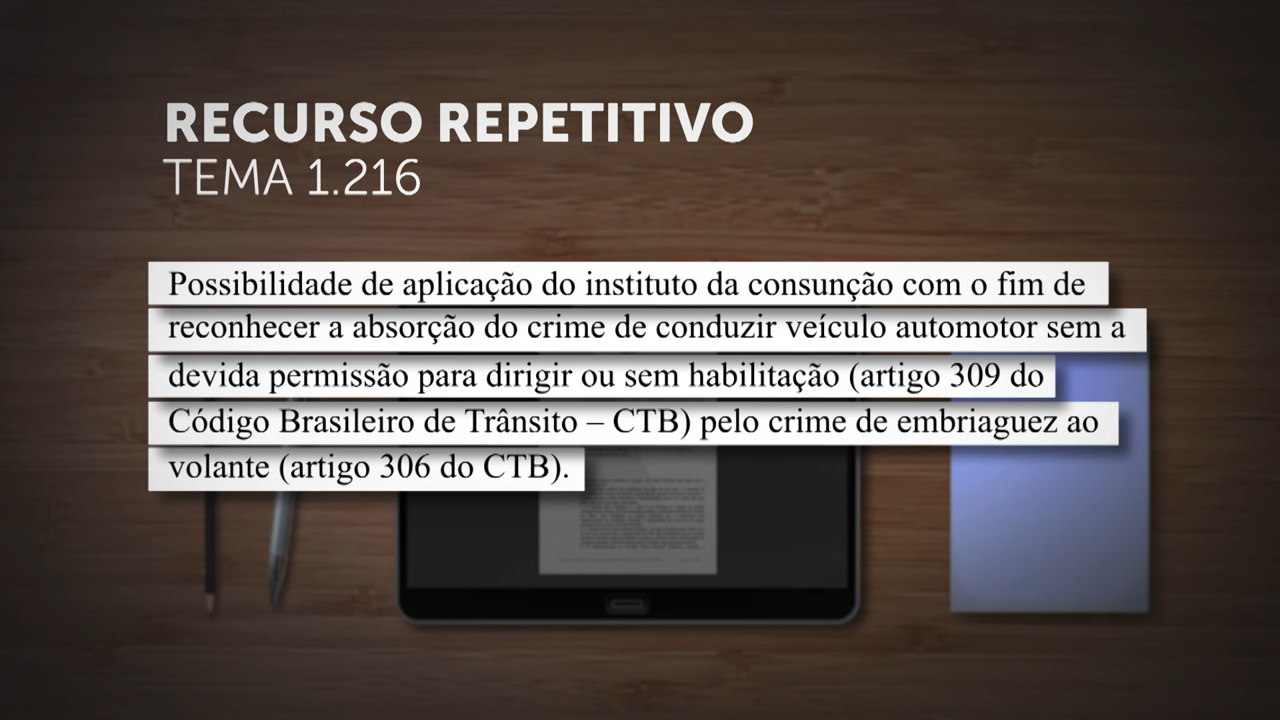 RECURSO REPETITIVO
TEMA 1.216
Possibilidade de aplicação do instituto da consunção com o fim de
reconhecer a absorção do crime de conduzir veículo automotor sem a
devida permissão para dirigir ou sem habilitação (artigo 309 do
Código Brasileiro de Trânsito – CTB) pelo crime de embriaguez ao
volante (artigo 306 do CTB).